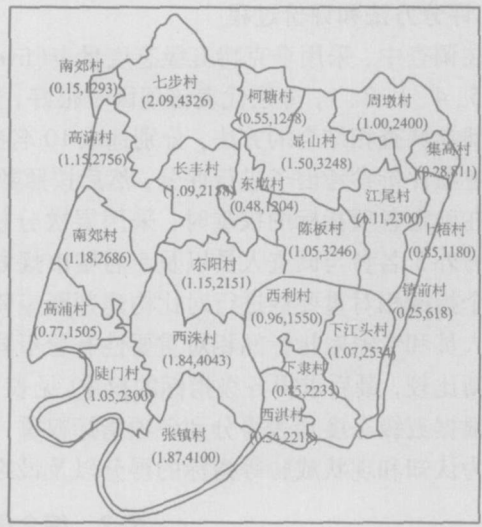 南郊村
(0.15,1293)
七步村
(2.09,4326)
柯糖村
(0.55,1248)
周墩村
(1.00,2400)
高浦村
(1.15,2756)
昆山村
(1.50,3248)
集高村
(0.28,811)
长丰村
(1.09,2158)
东墩村
(0.48,1204)
江尾村
(1.11,2300)
上梧村
(0.85,1180)
南郊村
(1.18,2686)
陈板村
(1.05,3246)
东阳村
(1.15,2151)
西利村
(0.96,1550)
镇前村
(0.25,618)
高浦村
(0.77,1505)
西洙村
(1.84,4043)
下江头村
(1.07,2534)
陡门村
(1.05,2300)
下隶村
(0.85,2235)
西淇村
(0.54,2218)
张镇村
(1.87,4100)